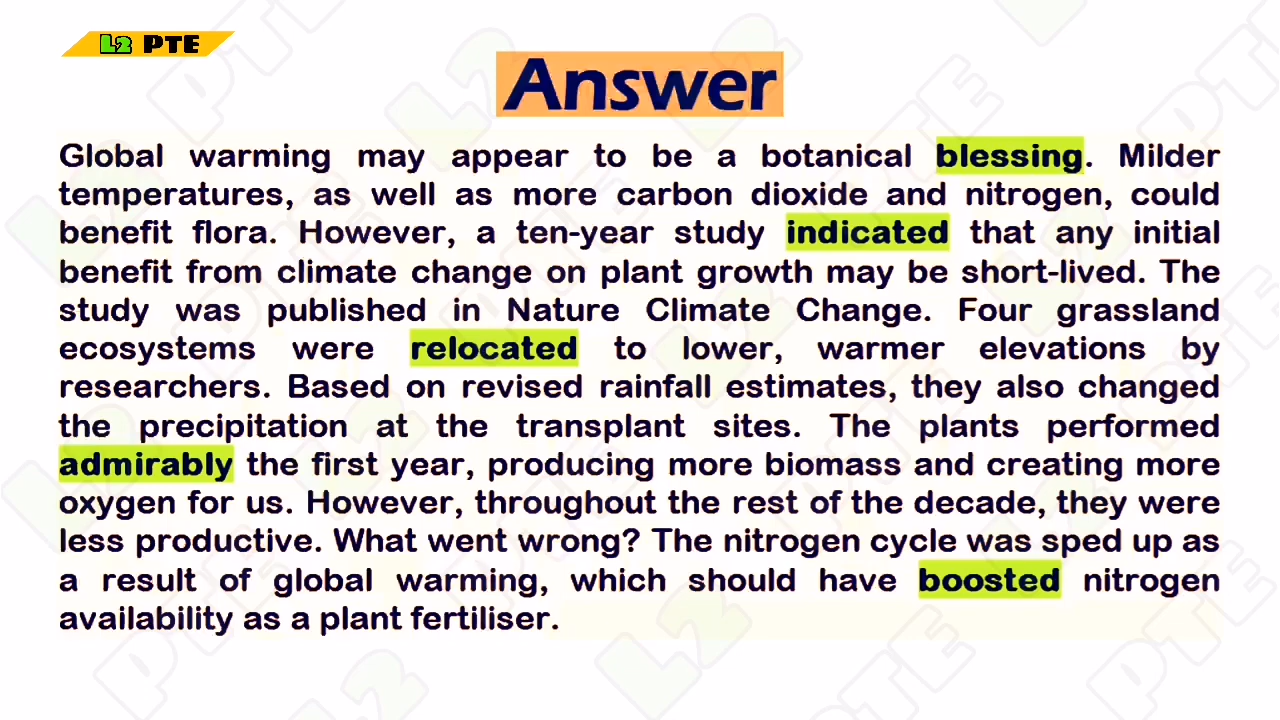 L2 PTE
Answer
Global warming may appear to be a botanical blessing. Milder
temperatures, as well as more carbon dioxide and nitrogen, could
benefit flora. However, a ten-year study indicated that any initial
benefit from climate change on plant growth may be short-lived. The
study was published in Nature Climate Change. Four grassland
ecosystems were relocated to lower, warmer elevations by
researchers. Based on revised rainfall estimates, they also changed
the precipitation at the transplant sites. The plants performed
admirably the first year, producing more biomass and creating more
oxygen for us. However, throughout the rest of the decade, they were
less productive. What went wrong? The nitrogen cycle was sped up as
a result of global warming, which should have boosted nitrogen
availability as a plant fertiliser.